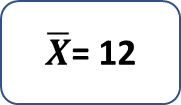 X̅ = 12